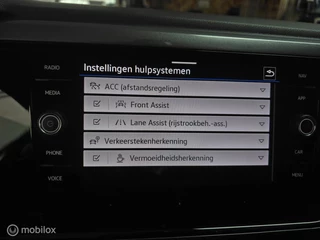 Instellingen hulpsystemen
RADIO
NAV
ACC (afstandsregeling)
MEDIA
APP
Front Assist
Lane Assist (rijstrookbeh.-ass.)
Verkeerstekenherkenning
PHONE
CAR
Vermoeidheidsherkenning
VOICE
MENU
mobilox